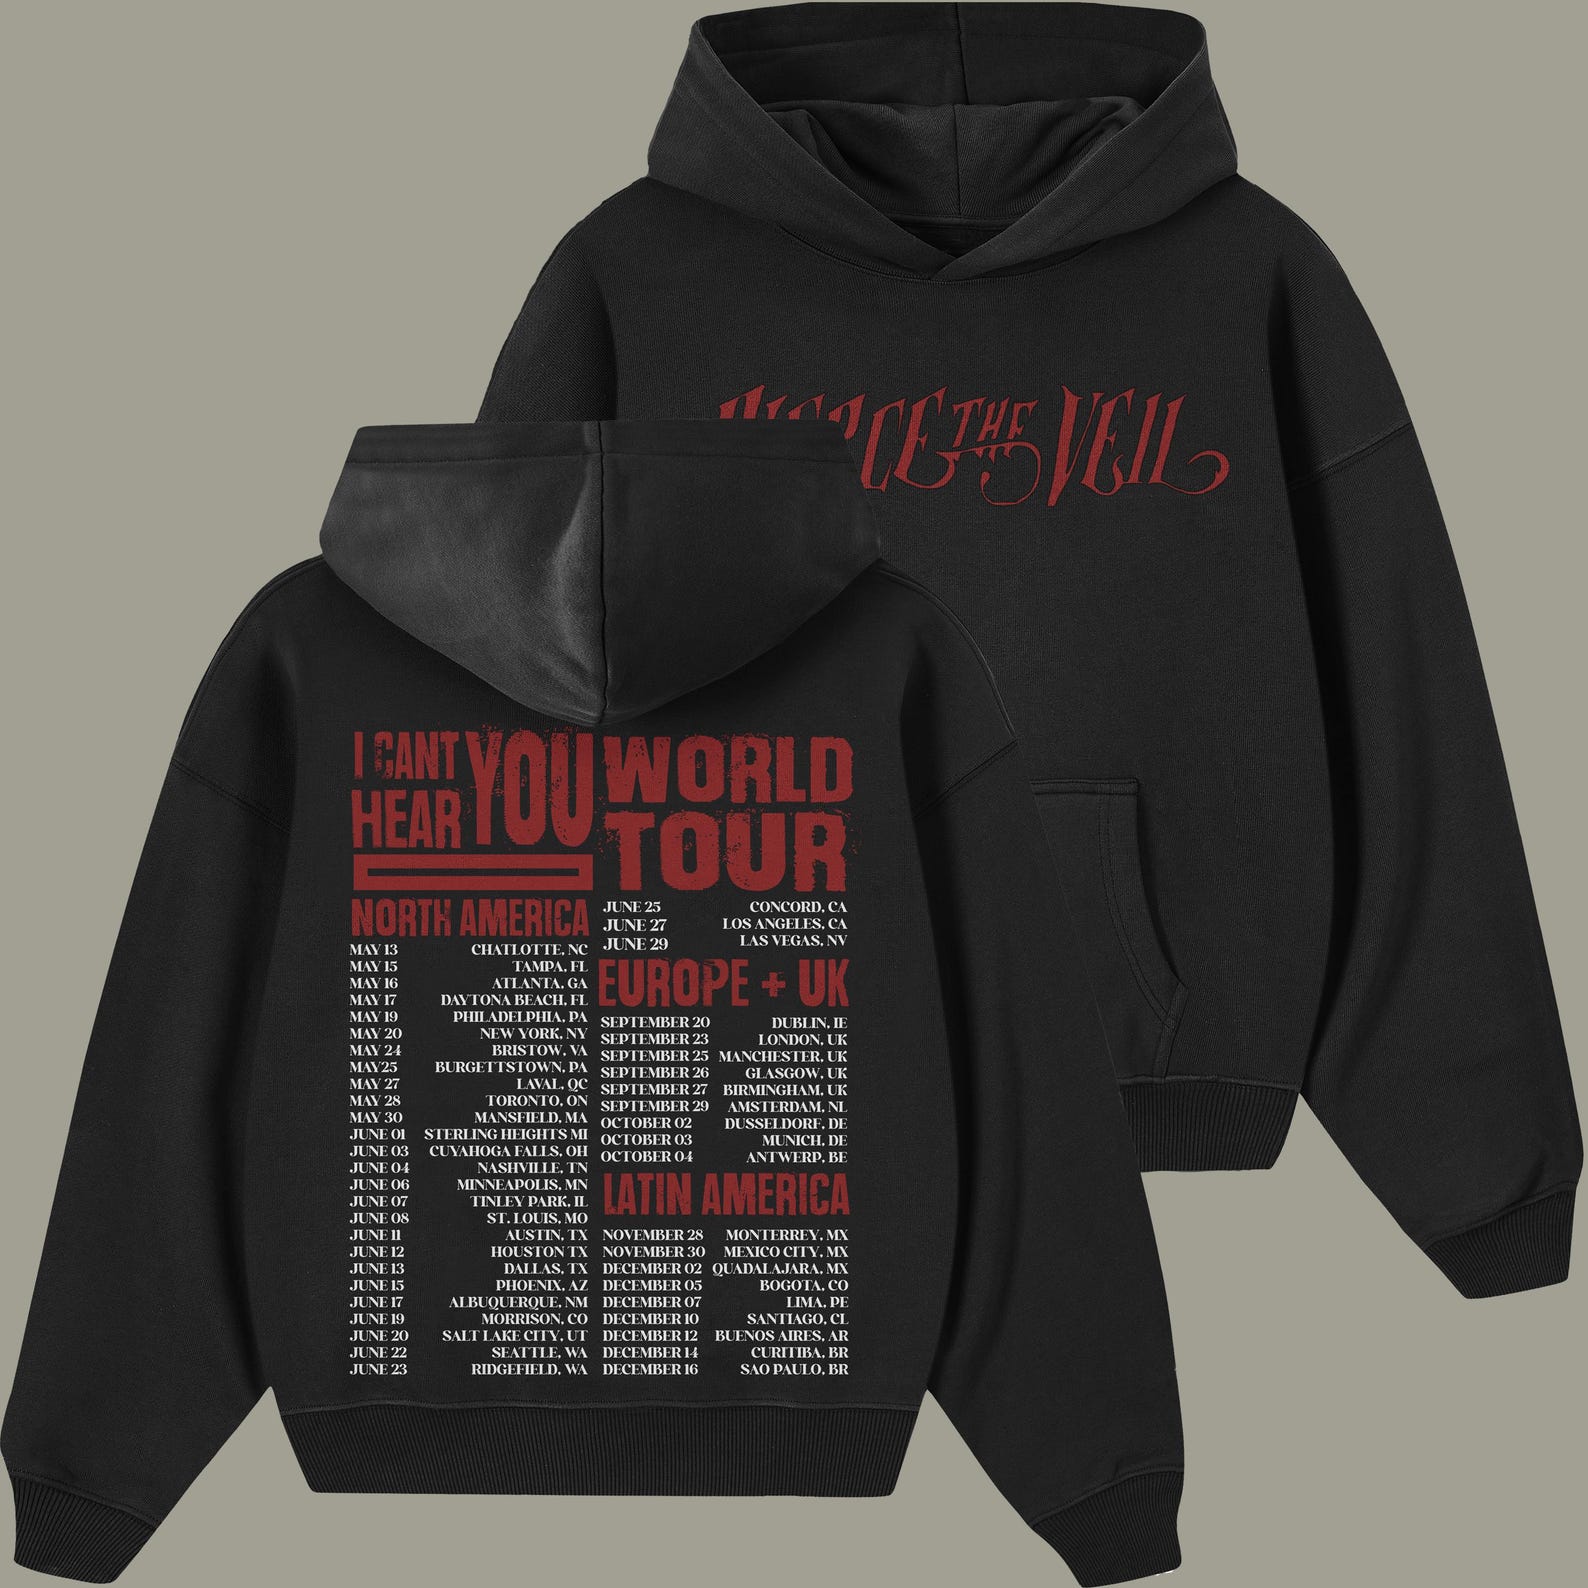 PIERCE THE VEIL
I CANT
HEAR YOU
WORLD
TOUR
NORTH AMERICA
MAY 13 CHATLOTTE, NC
MAY 15 TAMPA, FL
MAY 16 ATLANTA, GA
MAY 17 DAYTONA BEACH, FL
MAY 19 PHILADELPHIA, PA
MAY 20 NEW YORK, NY
MAY 24 BRISTOW, VA
MAY25 BURGETTSTOWN, PA
MAY 27 LAVAL, QC
MAY 28 TORONTO, ON
MAY 30 MANSFIELD, MA
JUNE 01 STERLING HEIGHTS MI
JUNE 03 CUYAHOGA FALLS, OH
JUNE 04 NASHVILLE, TN
JUNE 06 MINNEAPOLIS, MN
JUNE 07 TINLEY PARK, IL
JUNE 08 ST. LOUIS, MO
JUNE 11 AUSTIN, TX
JUNE 12 HOUSTON TX
JUNE 13 DALLAS, TX
JUNE 15 PHOENIX, AZ
JUNE 17 ALBUQUERQUE, NM
JUNE 19 MORRISON, CO
JUNE 20 SALT LAKE CITY, UT
JUNE 22 SEATTLE, WA
JUNE 23 RIDGEFIELD, WA
JUNE 25 CONCORD, CA
JUNE 27 LOS ANGELES, CA
JUNE 29 LAS VEGAS, NV
EUROPE + UK
SEPTEMBER 20 DUBLIN, IE
SEPTEMBER 23 LONDON, UK
SEPTEMBER 25 MANCHESTER, UK
SEPTEMBER 26 GLASGOW, UK
SEPTEMBER 27 BIRMINGHAM, UK
SEPTEMBER 29 AMSTERDAM, NL
OCTOBER 02 DUSSELDORF, DE
OCTOBER 03 MUNICH, DE
OCTOBER 04 ANTWERP, BE
LATIN AMERICA
NOVEMBER 28 MONTERREY, MX
NOVEMBER 30 MEXICO CITY, MX
DECEMBER 02 QUADALAJARA, MX
DECEMBER 05 BOGOTA, CO
DECEMBER 07 LIMA, PE
DECEMBER 10 SANTIAGO, CL
DECEMBER 12 BUENOS AIRES, AR
DECEMBER 14 CURITIBA, BR
DECEMBER 16 SAO PAULO, BR